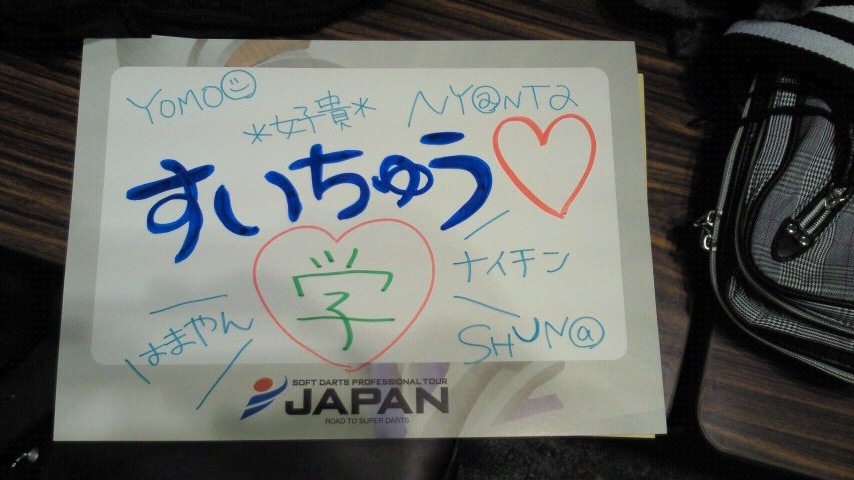 YOMO☺
*好貴*
NY@NTa
すいちゅう♡
学
ナイチン
はまやん
SHUN@
SOFT DARTS PROFESSIONAL TOUR
JAPAN
ROAD TO SUPER DARTS